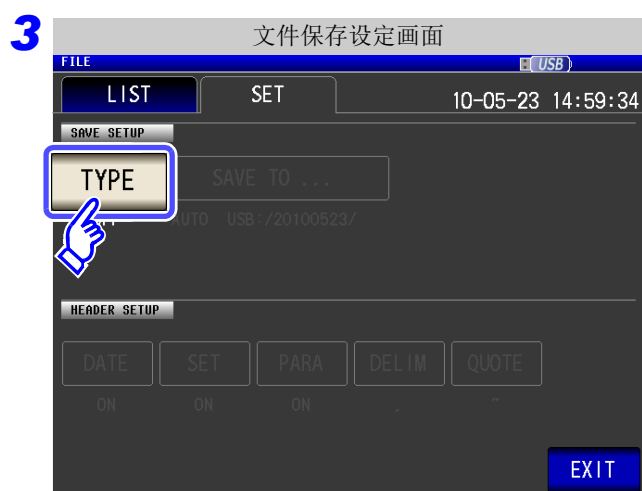 3
文件保存设定画面
FILE
USB
LIST SET 10-05-23 14:59:34
SAVE SETUP
TYPE SAVE TO ...
AUTO USB:/20100523/
HEADER SETUP
DATE SET PARA DELIM QUOTE
ON ON ON . "
EXIT